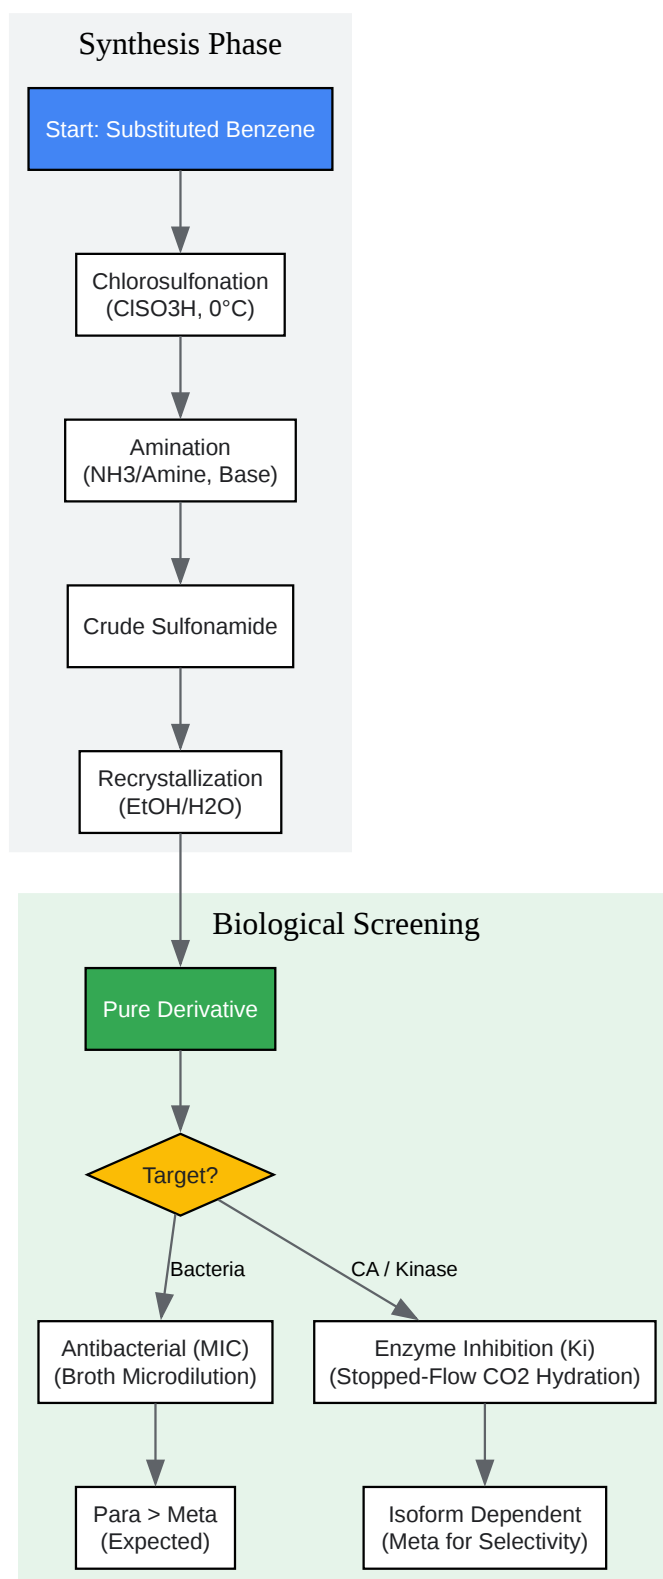 Synthesis Phase
Start: Substituted Benzene
Chlorosulfonation
(ClSO3H, 0°C)
Amination
(NH3/Amine, Base)
Crude Sulfonamide
Recrystallization
(EtOH/H2O)
Biological Screening
Pure Derivative
Target?
Bacteria
CA / Kinase
Antibacterial (MIC)
(Broth Microdilution)
Enzyme Inhibition (Ki)
(Stopped-Flow CO2 Hydration)
Para > Meta
(Expected)
Isoform Dependent
(Meta for Selectivity)